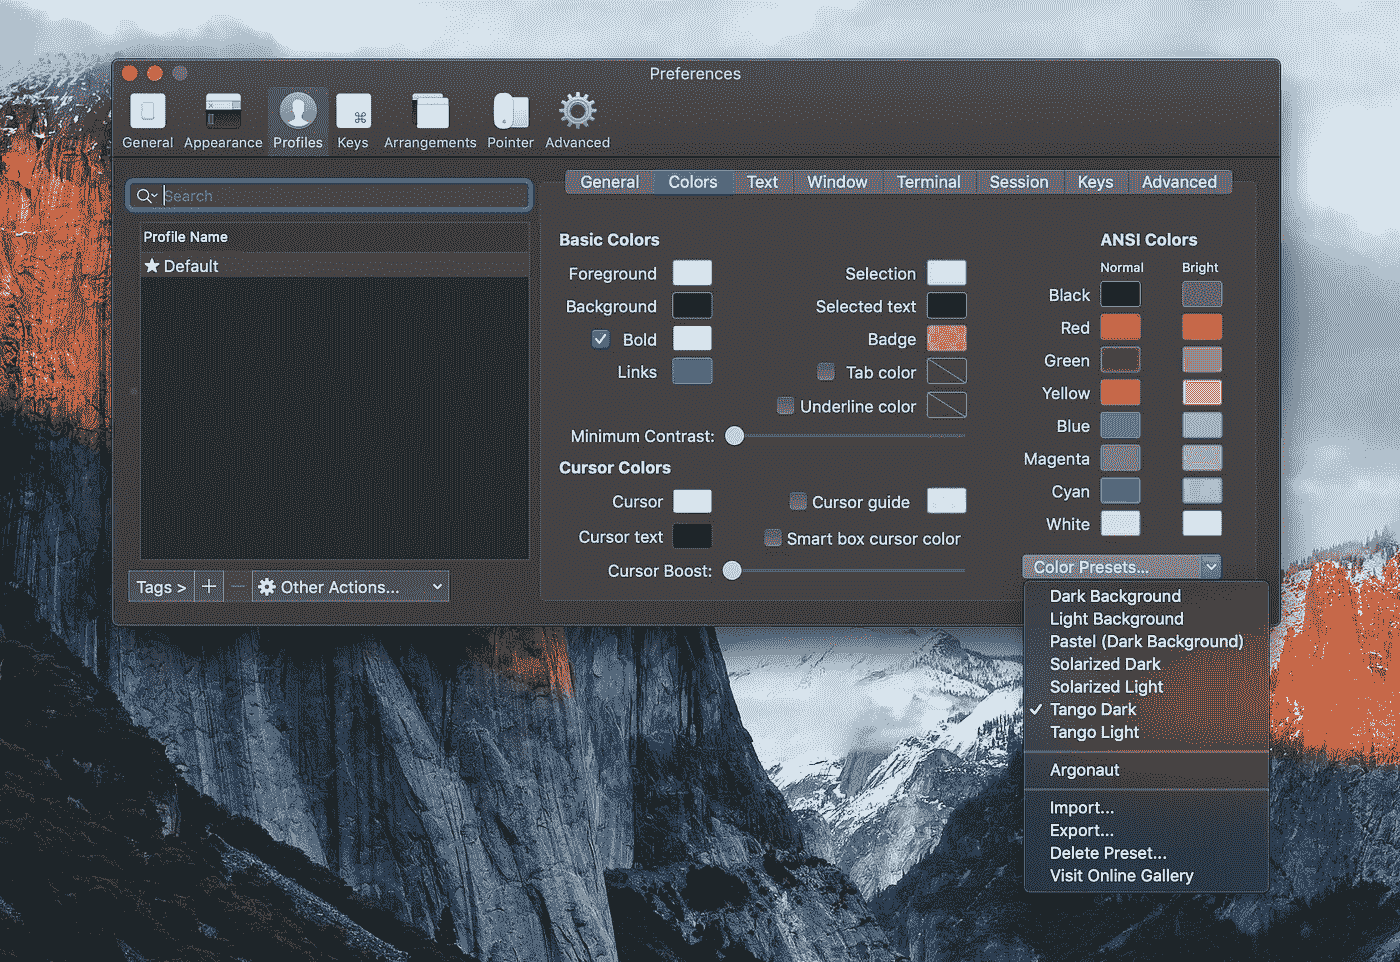 Preferences
General Appearance Profiles Keys Arrangements Pointer Advanced
Search
Profile Name
Default
Tags > + − Other Actions...
General Colors Text Window Terminal Session Keys Advanced
Basic Colors
Foreground
Background
Bold
Links
Selection
Selected text
Badge
Tab color
Underline color
Minimum Contrast:
Cursor Colors
Cursor
Cursor text
Cursor guide
Smart box cursor color
Cursor Boost:
ANSI Colors
Normal Bright
Black
Red
Green
Yellow
Blue
Magenta
Cyan
White
Color Presets...
Dark Background
Light Background
Pastel (Dark Background)
Solarized Dark
Solarized Light
Tango Dark
Tango Light
Argonaut
Import...
Export...
Delete Preset...
Visit Online Gallery